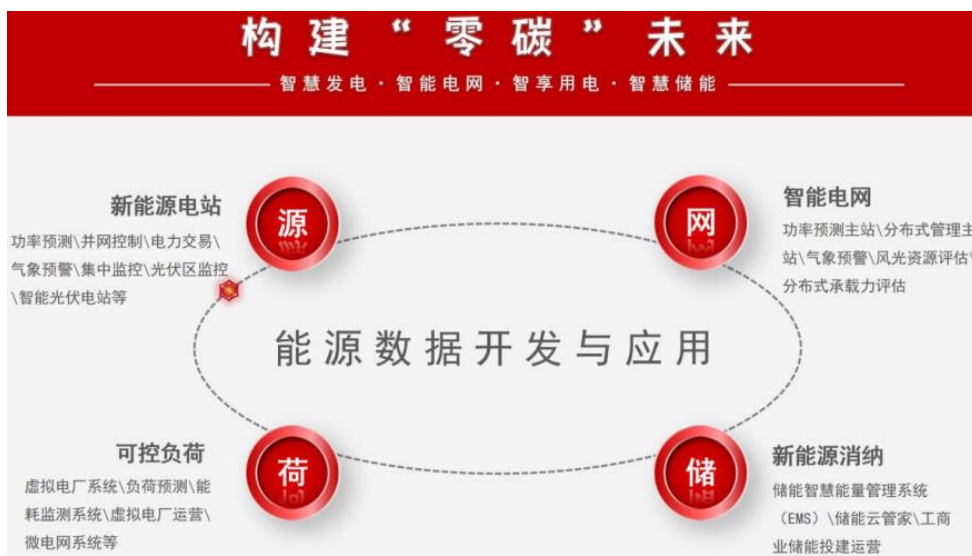 构建“零碳”未来
智慧发电·智能电网·智享用电·智慧储能
新能源电站
功率预测\并网控制\电力交易\
气象预警\集中监控\光伏区监控
\智能光伏电站等
源
网
智能电网
功率预测主站\分布式管理主
站\气象预警\风光资源评估\
分布式承载力评估
能源数据开发与应用
可控负荷
虚拟电厂系统\负荷预测\能
耗监测系统\虚拟电厂运营\
微电网系统等
荷
储
新能源消纳
储能智慧能量管理系统
（EMS）\储能云管家\工商
业储能投建运营